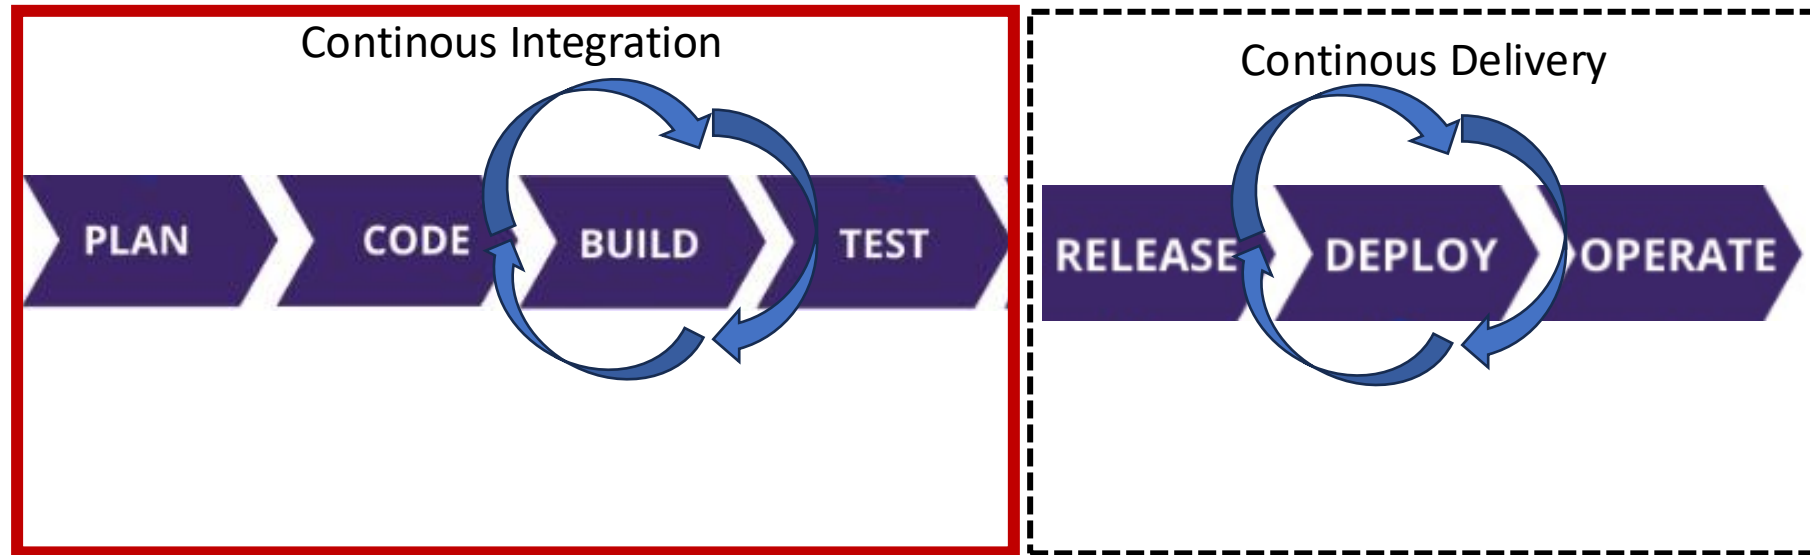 Continous Integration
PLAN
CODE
BUILD
TEST
Continous Delivery
RELEASE
DEPLOY
OPERATE